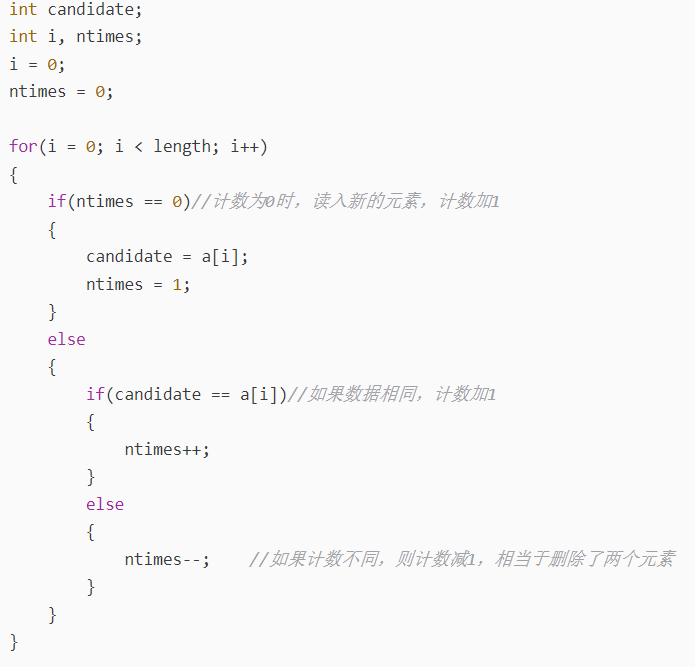 int candidate;
int i, ntimes;
i = 0;
ntimes = 0;
for(i = 0; i < length; i++)
{
if(ntimes == 0)//计数为0时，读入新的元素，计数加1
{
candidate = a[i];
ntimes = 1;
}
else
{
if(candidate == a[i])//如果数据相同，计数加1
{
ntimes++;
}
else
{
ntimes--; //如果计数不同，则计数减1，相当于删除了两个元素
}
}
}